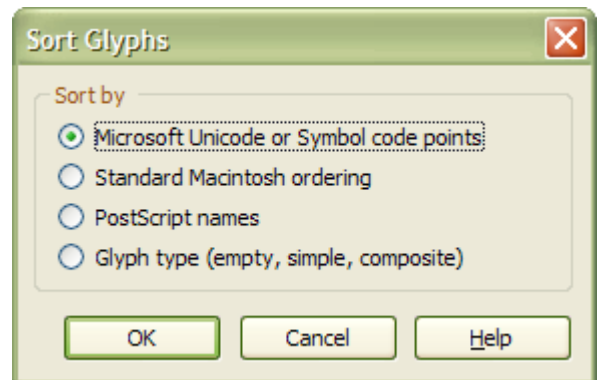 Sort Glyphs
Sort by
Microsoft Unicode or Symbol code points
Standard Macintosh ordering
PostScript names
Glyph type (empty, simple, composite)
OK Cancel Help